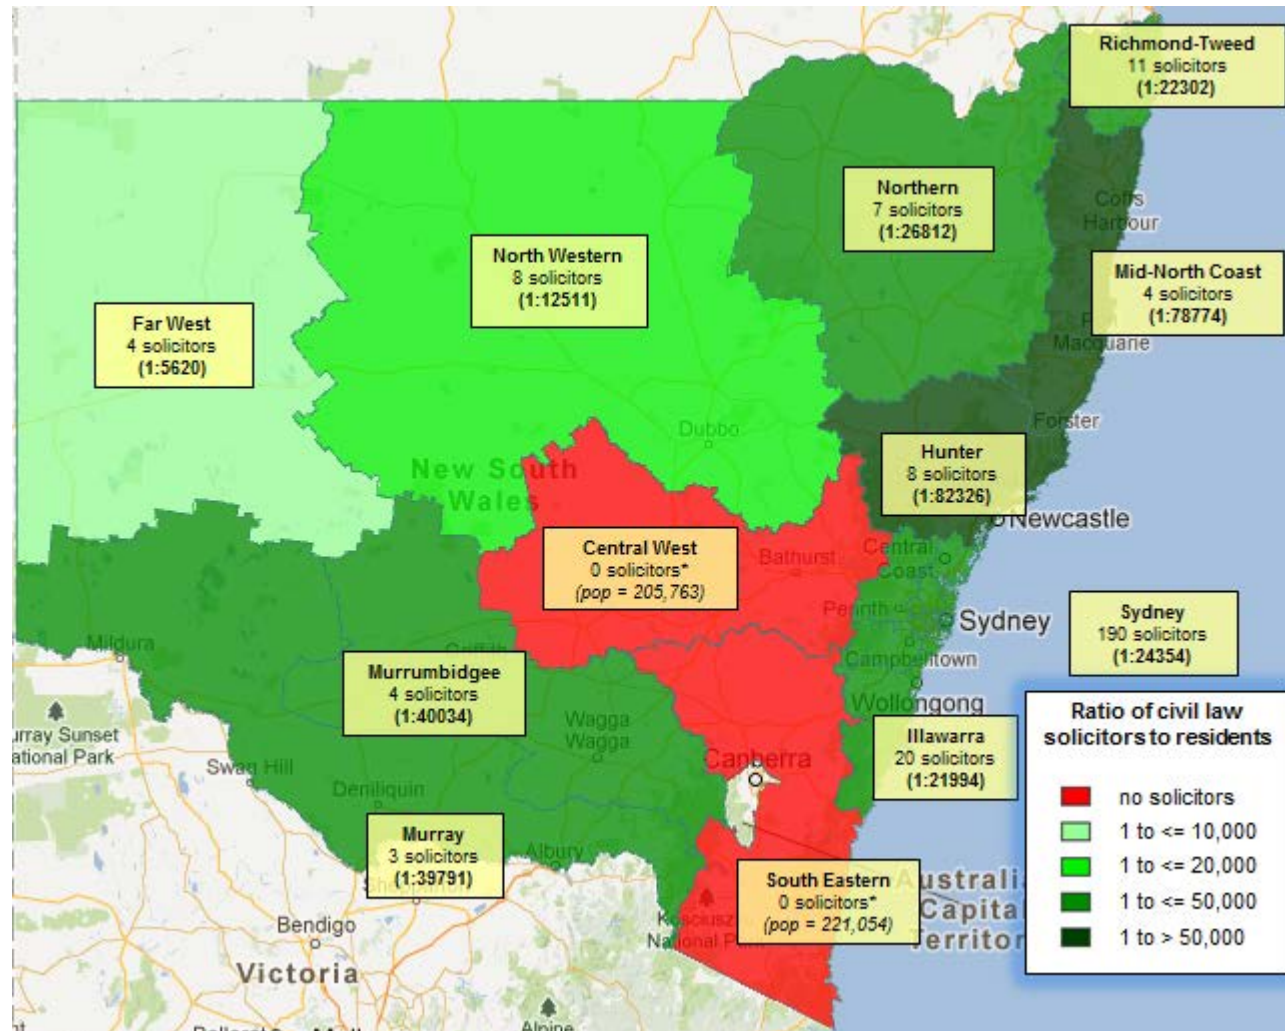 Richmond-Tweed
11 solicitors
(1:22302)
Northern
7 solicitors
(1:26812)
Coffs
Harbour
North Western
8 solicitors
(1:12511)
Mid-North Coast
4 solicitors
(1:78774)
Far West
4 solicitors
(1:5620)
Macquarie
Forster
Dubbo
Hunter
8 solicitors
(1:82326)
New South
Wales
Newcastle
Central West
0 solicitors*
(pop = 205,763)
Bathurst
Central
Coast
Penrith
Sydney
Sydney
190 solicitors
(1:24354)
Campbelltown
Mildura
Griffith
Murrumbidgee
4 solicitors
(1:40034)
Wollongong
Wagga
Wagga
Illawarra
20 solicitors
(1:21994)
Ratio of civil law
solicitors to residents
no solicitors
1 to <= 10,000
1 to <= 20,000
1 to <= 50,000
1 to > 50,000
urray Sunset
ational Park
Swan Hill
Canberra
Deniliquin
Murray
3 solicitors
(1:39791)
Albury
South Eastern
0 solicitors*
(pop = 221,054)
Australia
Capital
Territor
National
Bendigo
Victoria
Alpine